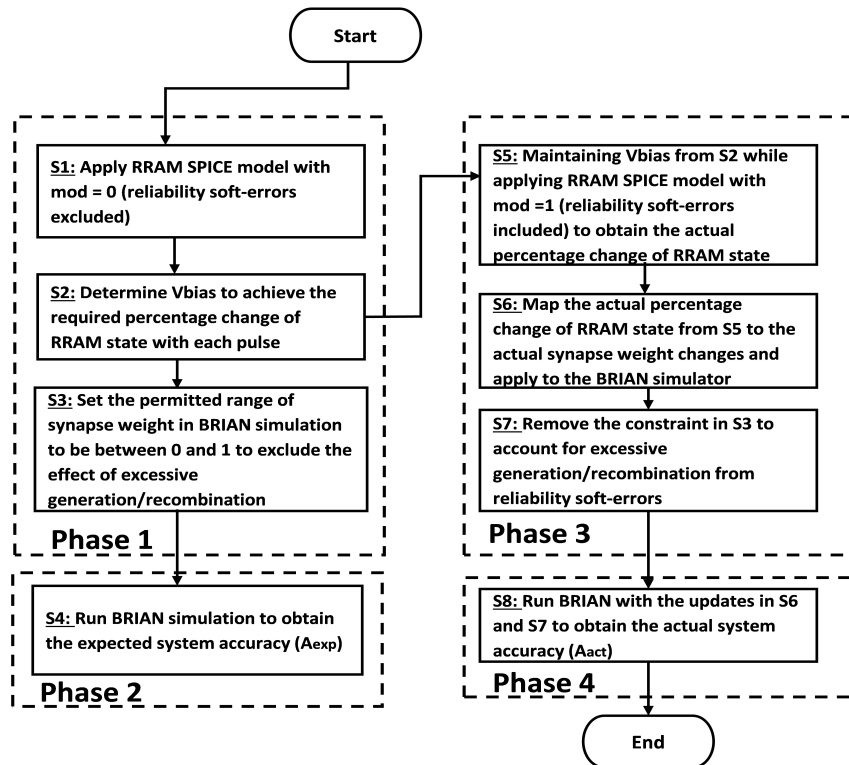 Start
S1: Apply RRAM SPICE model with
mod = 0 (reliability soft-errors
excluded)
S2: Determine Vbias to achieve the
required percentage change of
RRAM state with each pulse
S3: Set the permitted range of
synapse weight in BRIAN simulation
to be between 0 and 1 to exclude the
effect of excessive
generation/recombination
Phase 1
S4: Run BRIAN simulation to obtain
the expected system accuracy (Aexp)
Phase 2
S5: Maintaining Vbias from S2 while
applying RRAM SPICE model with
mod =1 (reliability soft-errors
included) to obtain the actual
percentage change of RRAM state
S6: Map the actual percentage
change of RRAM state from S5 to the
actual synapse weight changes and
apply to the BRIAN simulator
S7: Remove the constraint in S3 to
account for excessive
generation/recombination from
reliability soft-errors
Phase 3
S8: Run BRIAN with the updates in S6
and S7 to obtain the actual system
accuracy (Aact)
Phase 4
End